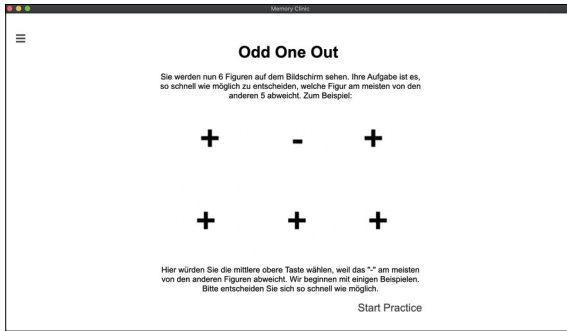 Memory Clinic
Odd One Out
Sie werden nun 6 Figuren auf dem Bildschirm sehen. Ihre Aufgabe ist es,
so schnell wie möglich zu entscheiden, welche Figur am meisten von den
anderen 5 abweicht. Zum Beispiel:
+ - +
+ + +
Hier würden Sie die mittlere obere Taste wählen, weil das "-" am meisten
von den anderen Figuren abweicht. Wir beginnen mit einigen Beispielen.
Bitte entscheiden Sie sich so schnell wie möglich.
Start Practice